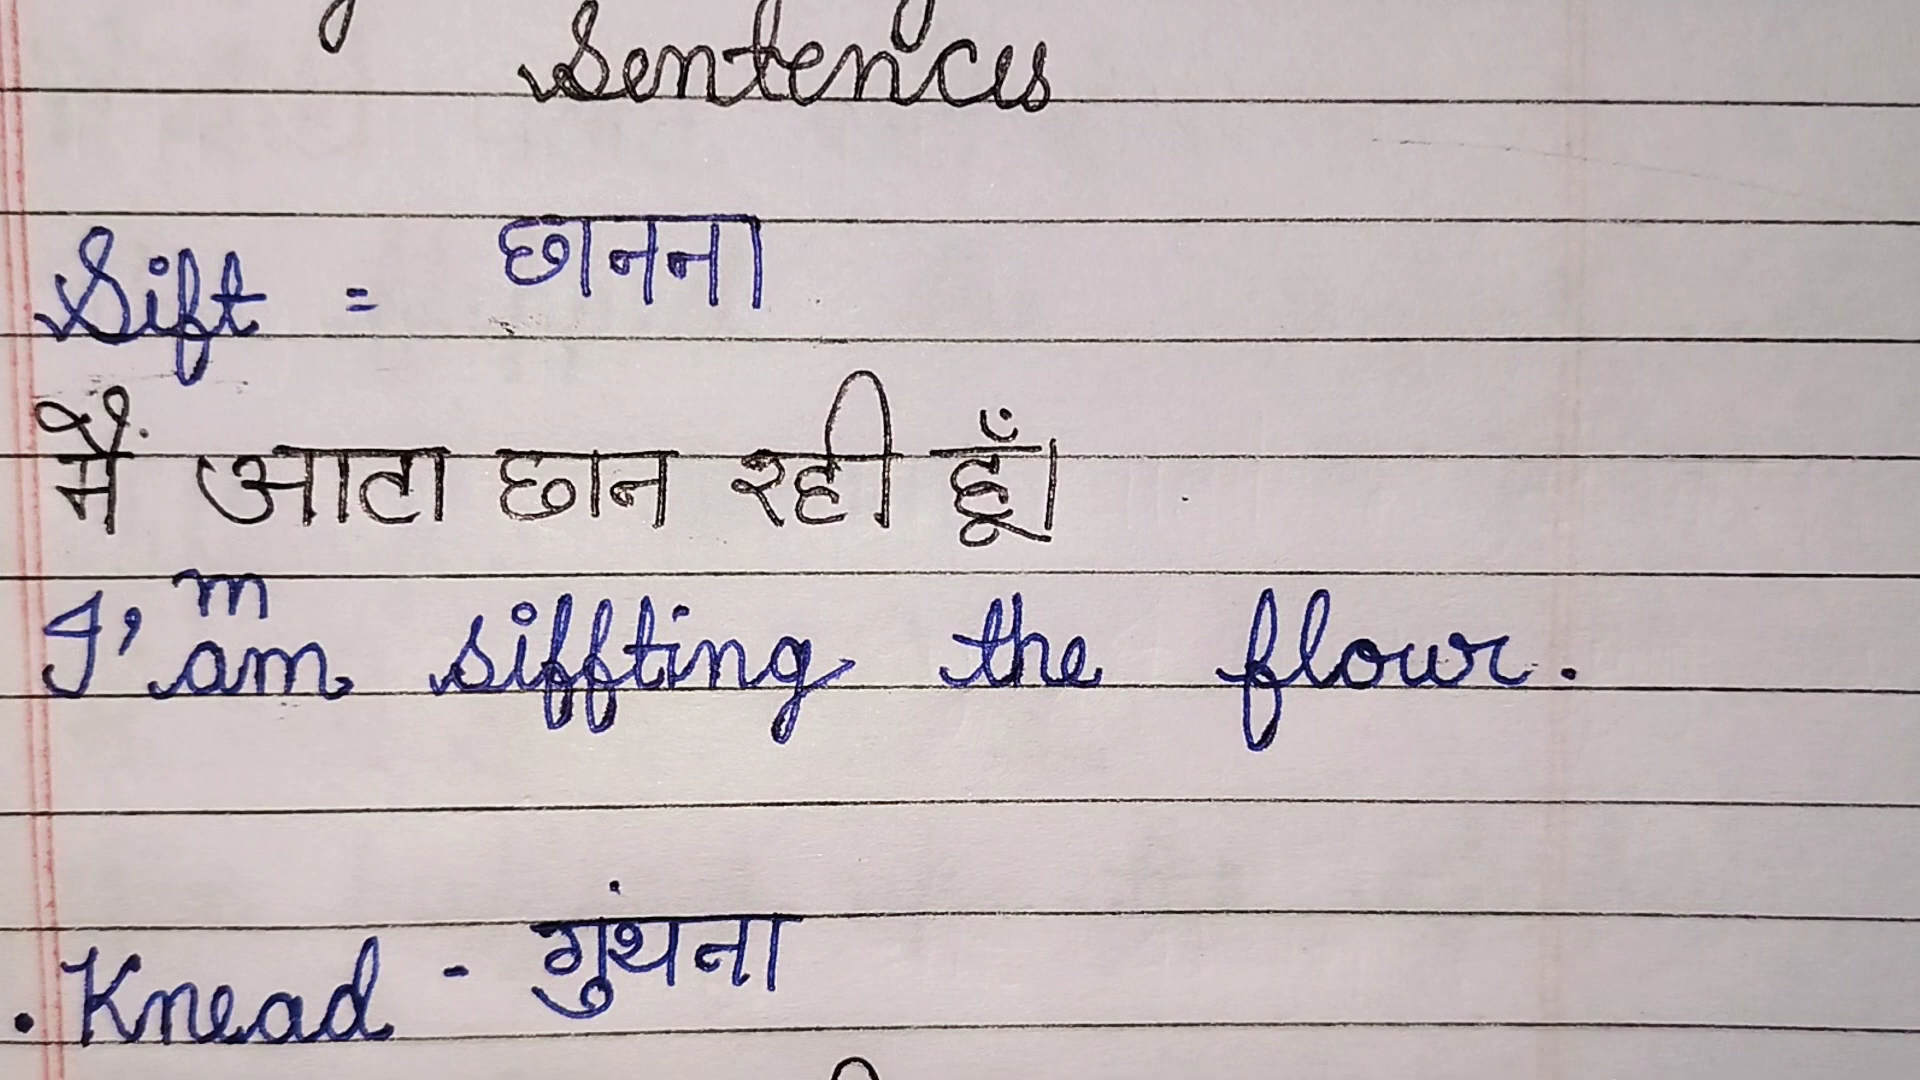 Sentences
Sift = छानना
मैं आटा छान रही हूँ।
m
I' am siffting the flour.
. Knead - गुंथना